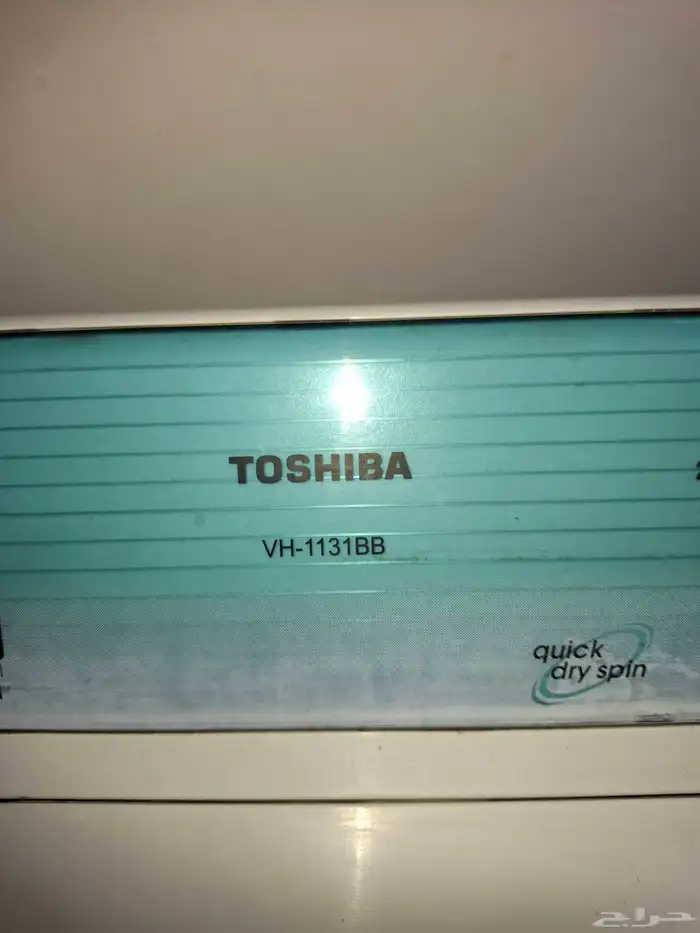 TOSHIBA
VH-1131BB
quick
dry spin
حراج